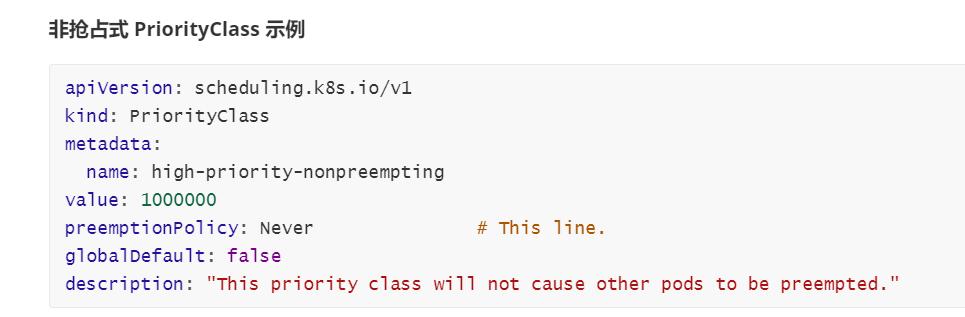 非抢占式 PriorityClass 示例
apiVersion: scheduling.k8s.io/v1
kind: PriorityClass
metadata:
  name: high-priority-nonpreempting
value: 1000000
preemptionPolicy: Never               # This line.
globalDefault: false
description: "This priority class will not cause other pods to be preempted."